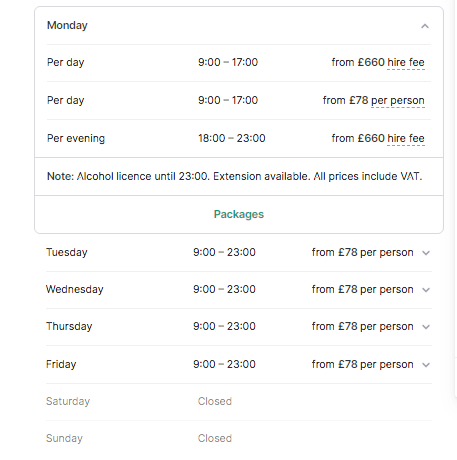 Monday
Per day 9:00 – 17:00 from £660 hire fee
Per day 9:00 – 17:00 from £78 per person
Per evening 18:00 – 23:00 from £660 hire fee
Note: Alcohol licence until 23:00. Extension available. All prices include VAT.
Packages
Tuesday 9:00 – 23:00 from £78 per person
Wednesday 9:00 – 23:00 from £78 per person
Thursday 9:00 – 23:00 from £78 per person
Friday 9:00 – 23:00 from £78 per person
Saturday Closed
Sunday Closed